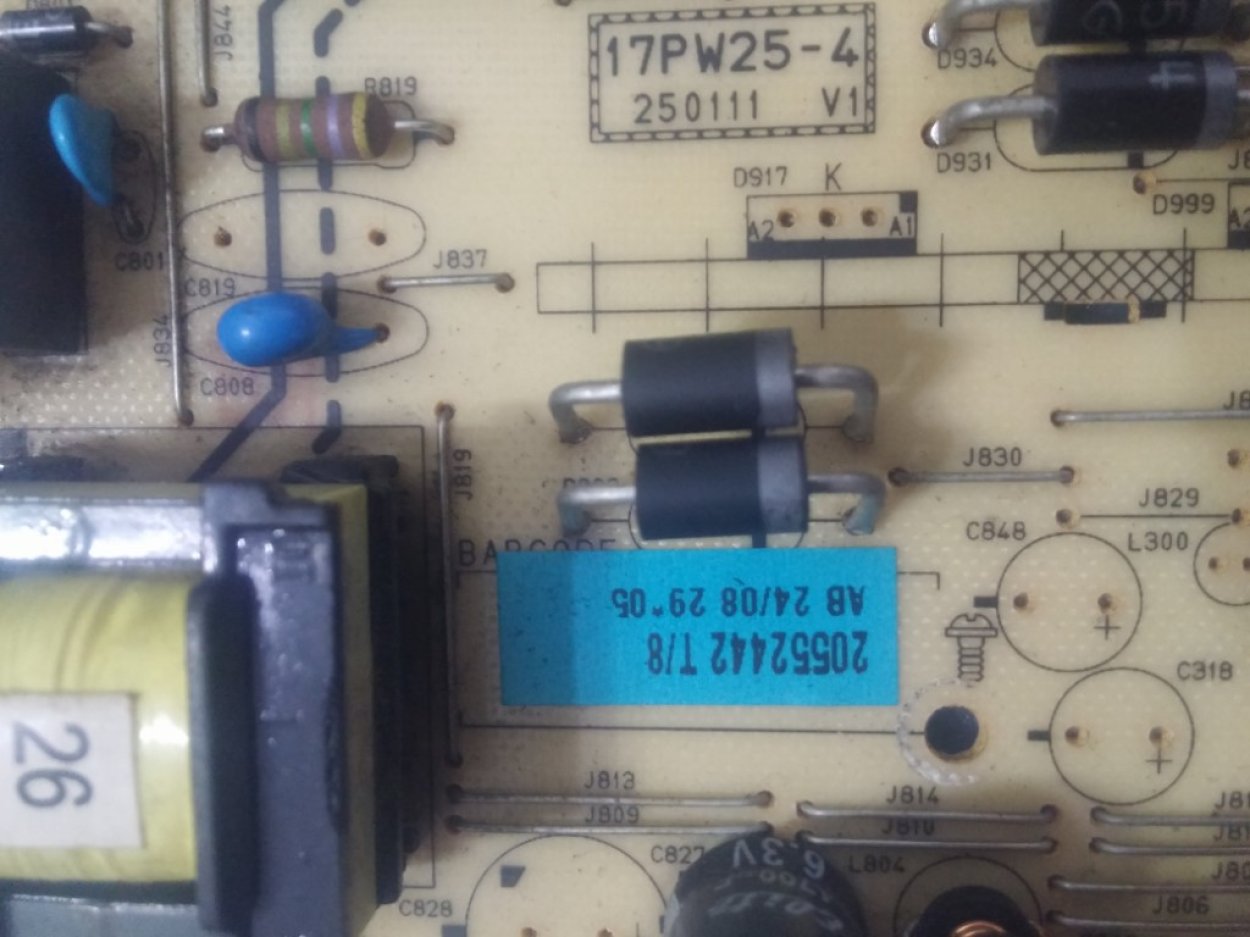 J844
R819
17PW25-4
250111 V1
D934
D931
D917 K
A2 A1
D999
A2
C801
C819
J837
J834
C808
J819
J830
J829
C848
L300
BARCODE
AB 24/08 29*05
20552442 T/8
C318
+
+
26
J813
J809
J814
J810
C827
6.3V
L804
C828
J806